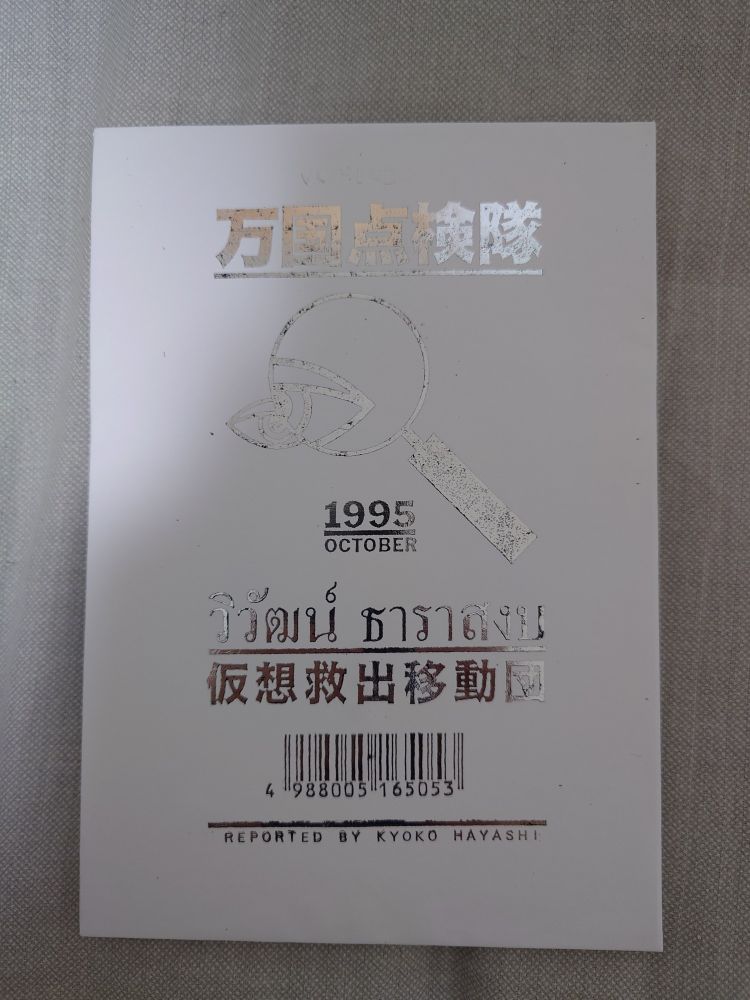 万国点検隊
1995
OCTOBER
วิวัฒน์ ธาราสงบ
仮想救出移動団
4 988005 165053
REPORTED BY KYOKO HAYASHI